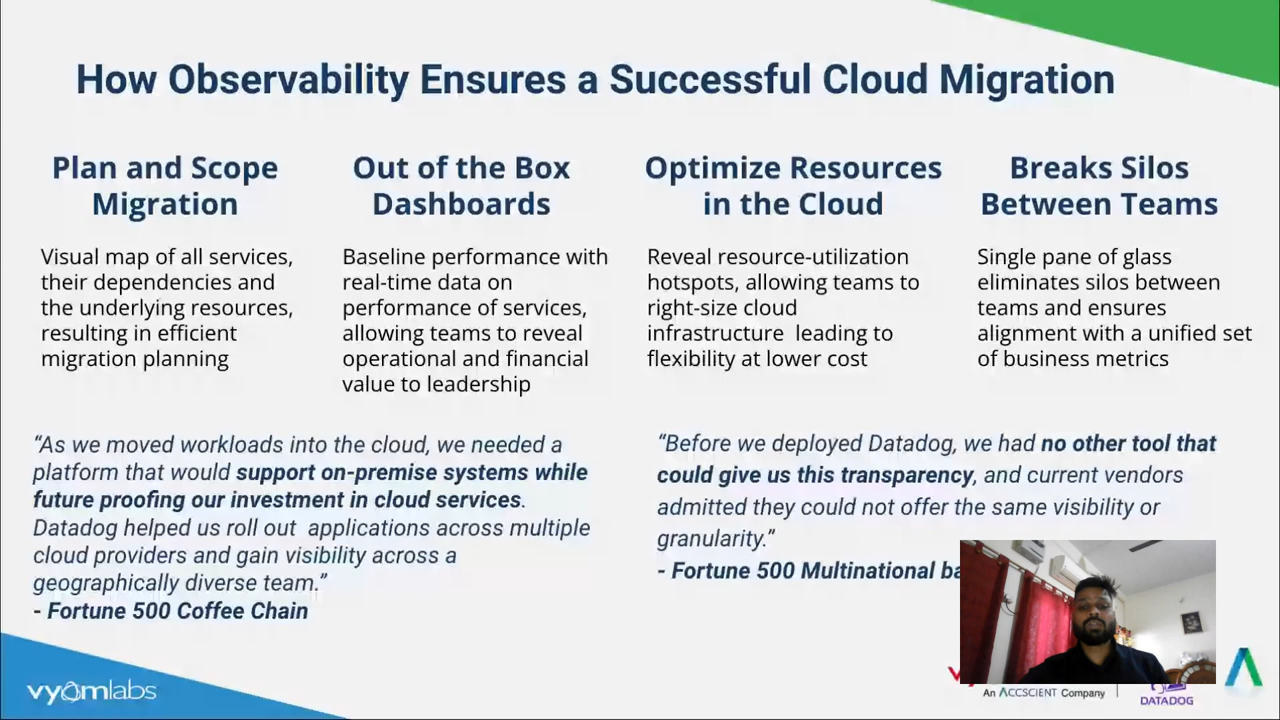 How Observability Ensures a Successful Cloud Migration
Plan and Scope
Migration
Visual map of all services,
their dependencies and
the underlying resources,
resulting in efficient
migration planning
Out of the Box
Dashboards
Baseline performance with
real-time data on
performance of services,
allowing teams to reveal
operational and financial
value to leadership
Optimize Resources
in the Cloud
Reveal resource-utilization
hotspots, allowing teams to
right-size cloud
infrastructure leading to
flexibility at lower cost
Breaks Silos
Between Teams
Single pane of glass
eliminates silos between
teams and ensures
alignment with a unified set
of business metrics
“As we moved workloads into the cloud, we needed a
platform that would support on-premise systems while
future proofing our investment in cloud services.
Datadog helped us roll out applications across multiple
cloud providers and gain visibility across a
geographically diverse team.”
- Fortune 500 Coffee Chain
“Before we deployed Datadog, we had no other tool that
could give us this transparency, and current vendors
admitted they could not offer the same visibility or
granularity.”
- Fortune 500 Multinational
vyomlabs
An ACCSCIENT Company
DATADOG